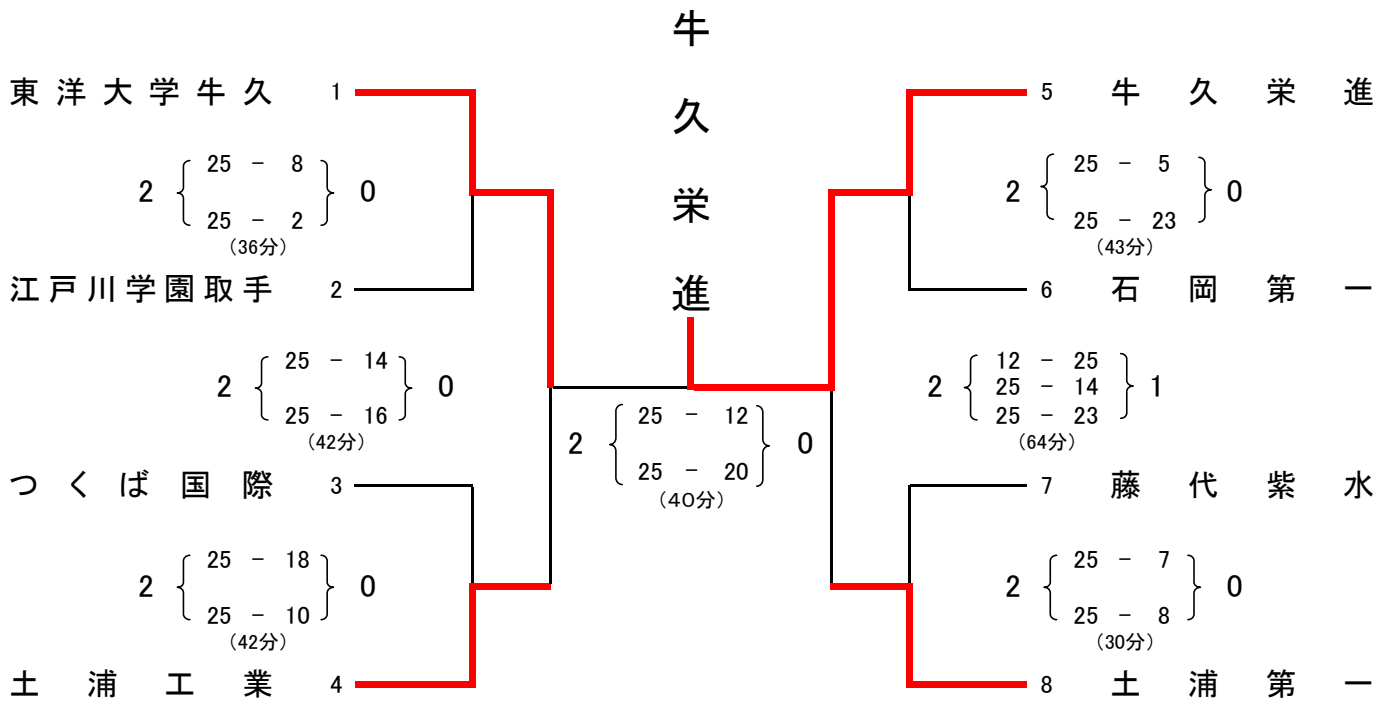 牛久栄進
東洋大学牛久 1
2 25 - 8 0
25 - 2
(36分)
江戸川学園取手 2
2 25 - 14 0
25 - 16
(42分)
つくば国際 3
2 25 - 18 0
25 - 10
(42分)
土浦工業 4
2 25 - 12 0
25 - 20
(40分)
5 牛久栄進
2 25 - 5 0
25 - 23
(43分)
6 石岡第一
12 - 25
2 25 - 14 1
25 - 23
(64分)
7 藤代紫水
2 25 - 7 0
25 - 8
(30分)
8 土浦第一